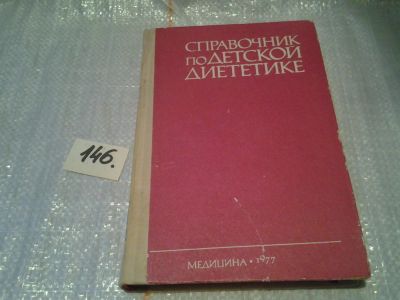 СПРАВОЧНИК
ПО ДЕТСКОЙ
ДИЕТЕТИКЕ
146.
МЕДИЦИНА • 1977